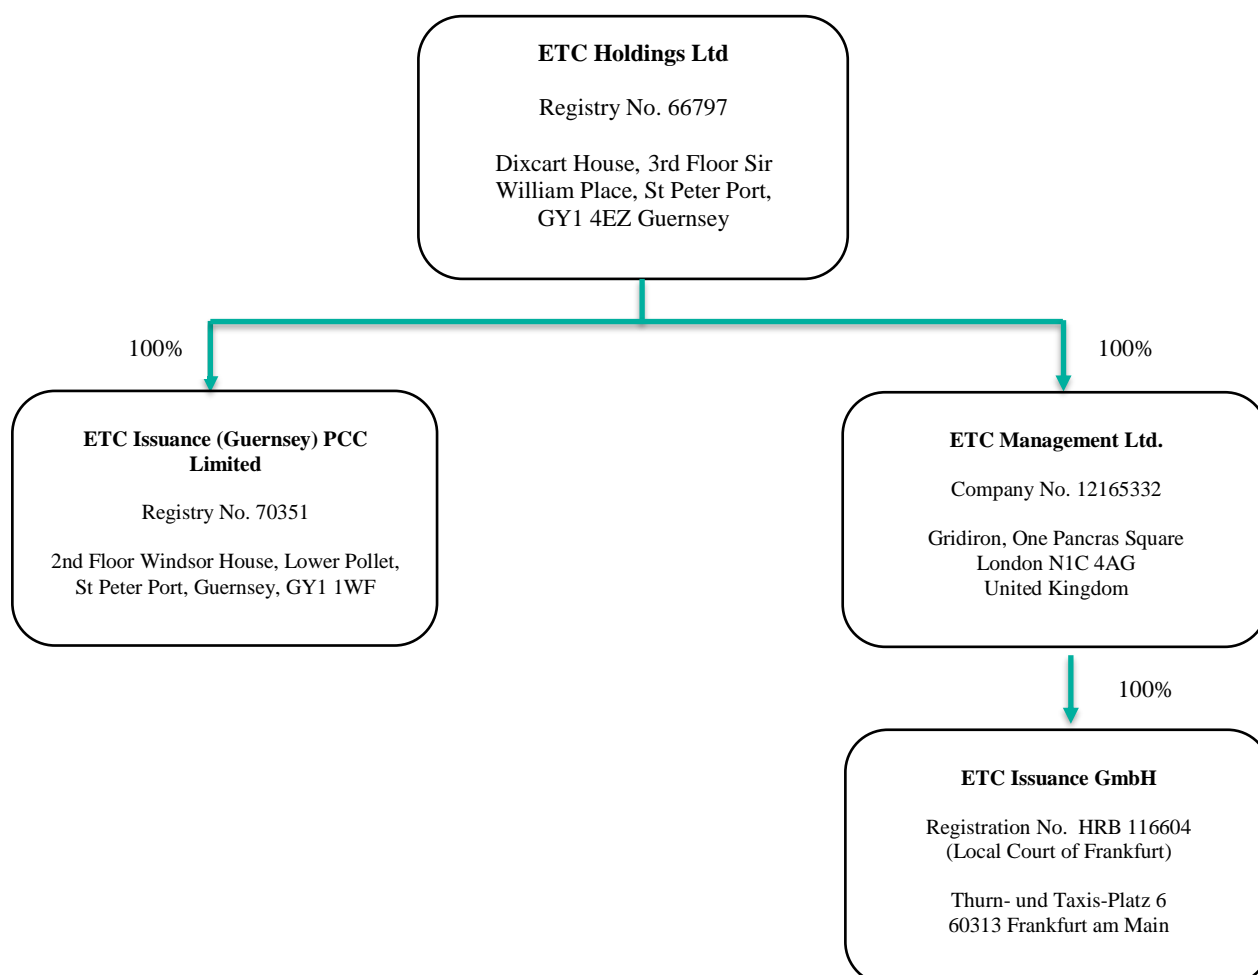 ETC Holdings Ltd
Registry No. 66797
Dixcart House, 3rd Floor Sir
William Place, St Peter Port,
GY1 4EZ Guernsey
100%
100%
ETC Issuance (Guernsey) PCC
Limited
Registry No. 70351
2nd Floor Windsor House, Lower Pollet,
St Peter Port, Guernsey, GY1 1WF
ETC Management Ltd.
Company No. 12165332
Gridiron, One Pancras Square
London N1C 4AG
United Kingdom
100%
ETC Issuance GmbH
Registration No. HRB 116604
(Local Court of Frankfurt)
Thurn- und Taxis-Platz 6
60313 Frankfurt am Main